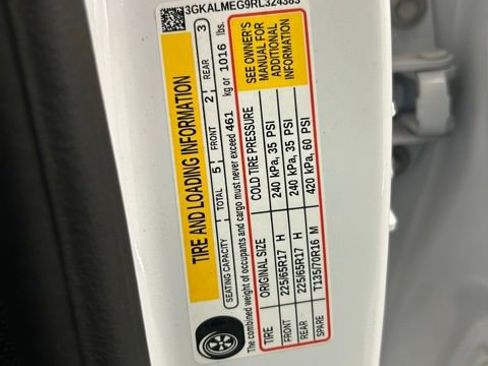 3GKALMEG9RL324383
TIRE AND LOADING INFORMATION
SEATING CAPACITY TOTAL 5 FRONT 2 REAR 3
The combined weight of occupants and cargo must never exceed 461 kg or 1016 lbs.
TIRE ORIGINAL SIZE COLD TIRE PRESSURE
FRONT 225/65R17 H 240 kPa, 35 PSI
REAR 225/65R17 H 240 kPa, 35 PSI
SPARE T135/70R16 M 420 kPa, 60 PSI
SEE OWNER'S
MANUAL FOR
ADDITIONAL
INFORMATION